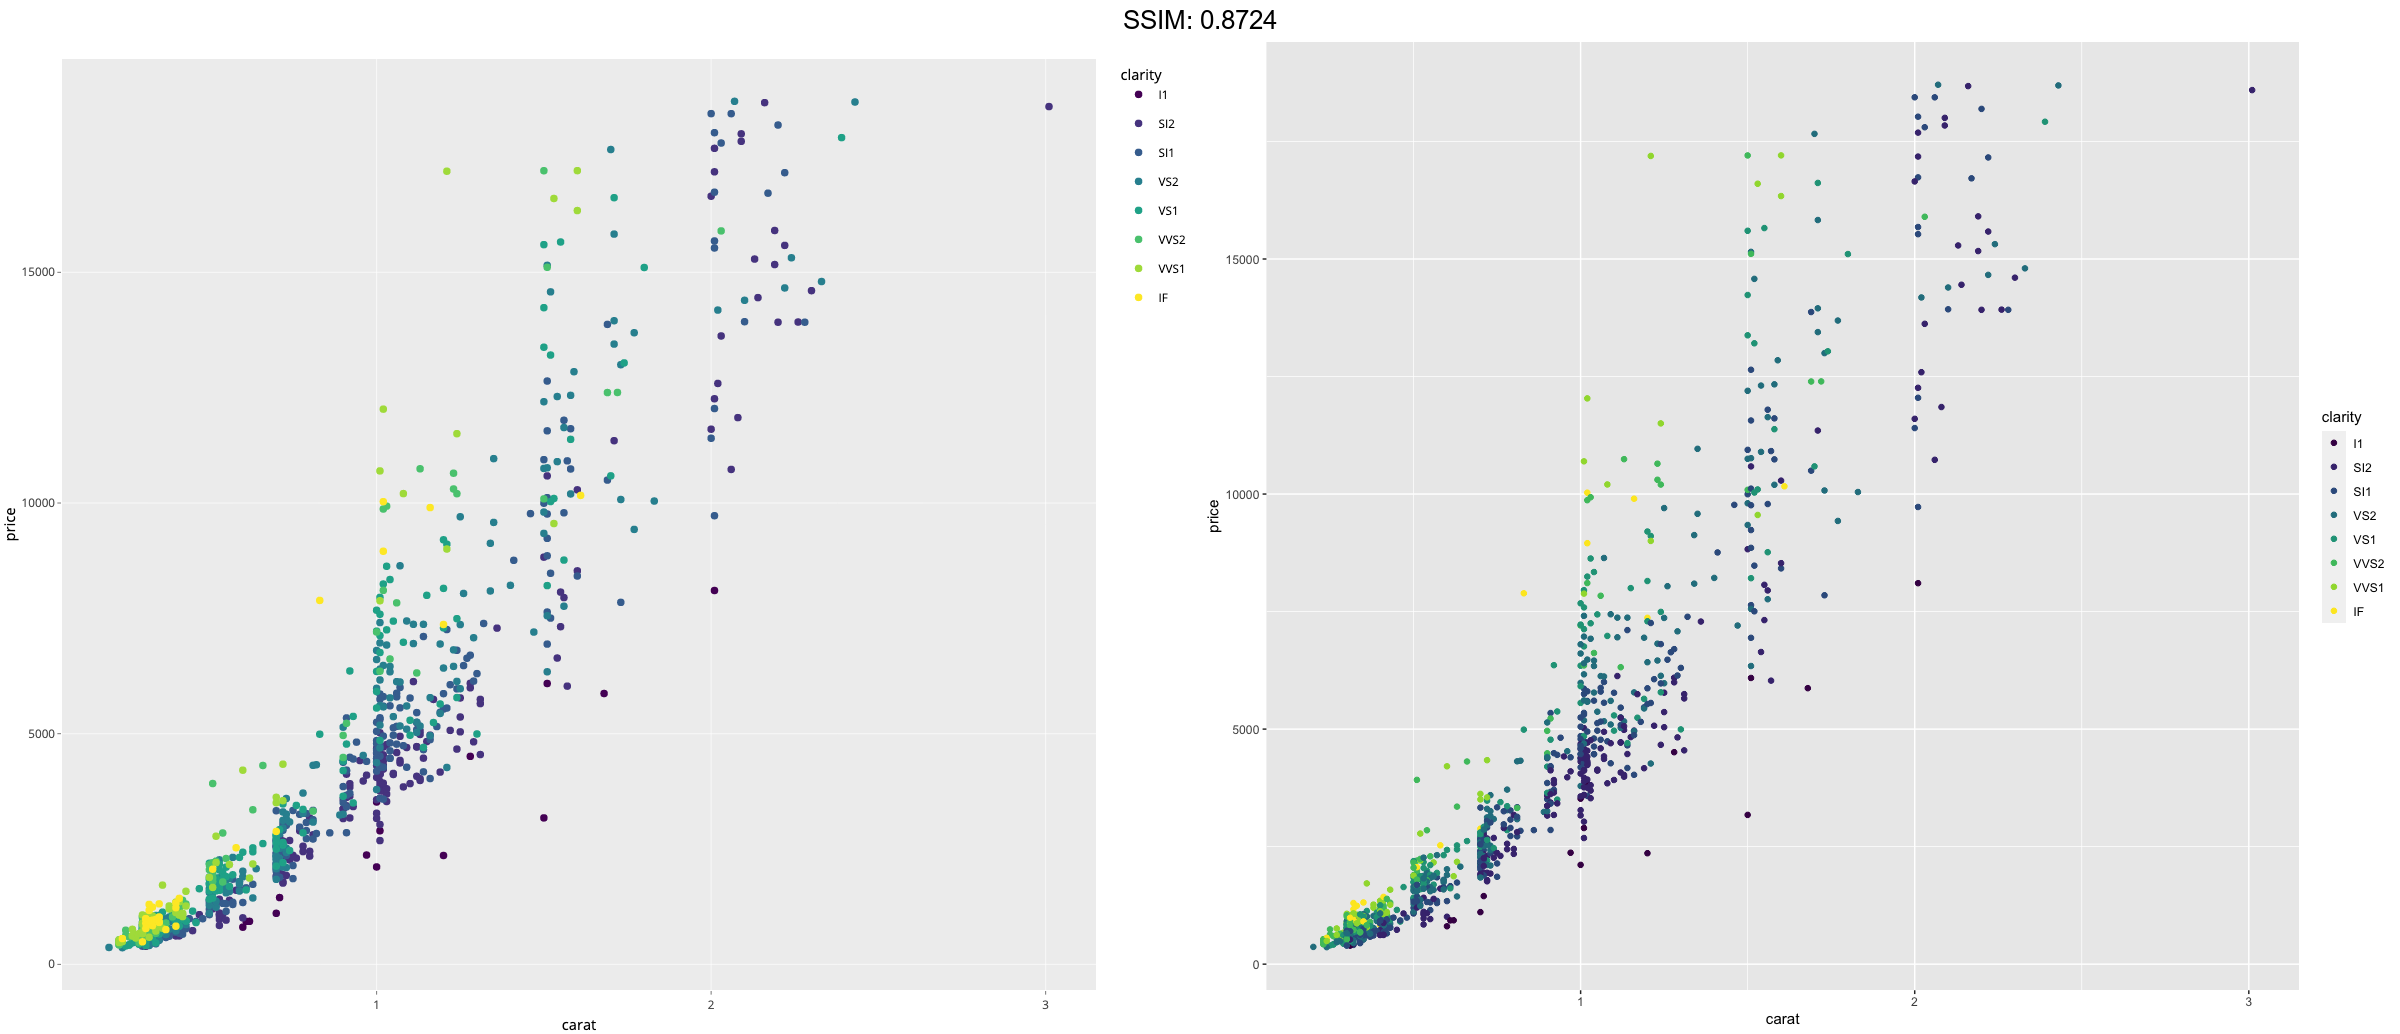 SSIM: 0.8724
price
15000
10000
5000
0
1
2
3
carat
clarity
I1
SI2
SI1
VS2
VS1
VVS2
VVS1
IF
price
15000
10000
5000
0
1
2
3
carat
clarity
I1
SI2
SI1
VS2
VS1
VVS2
VVS1
IF